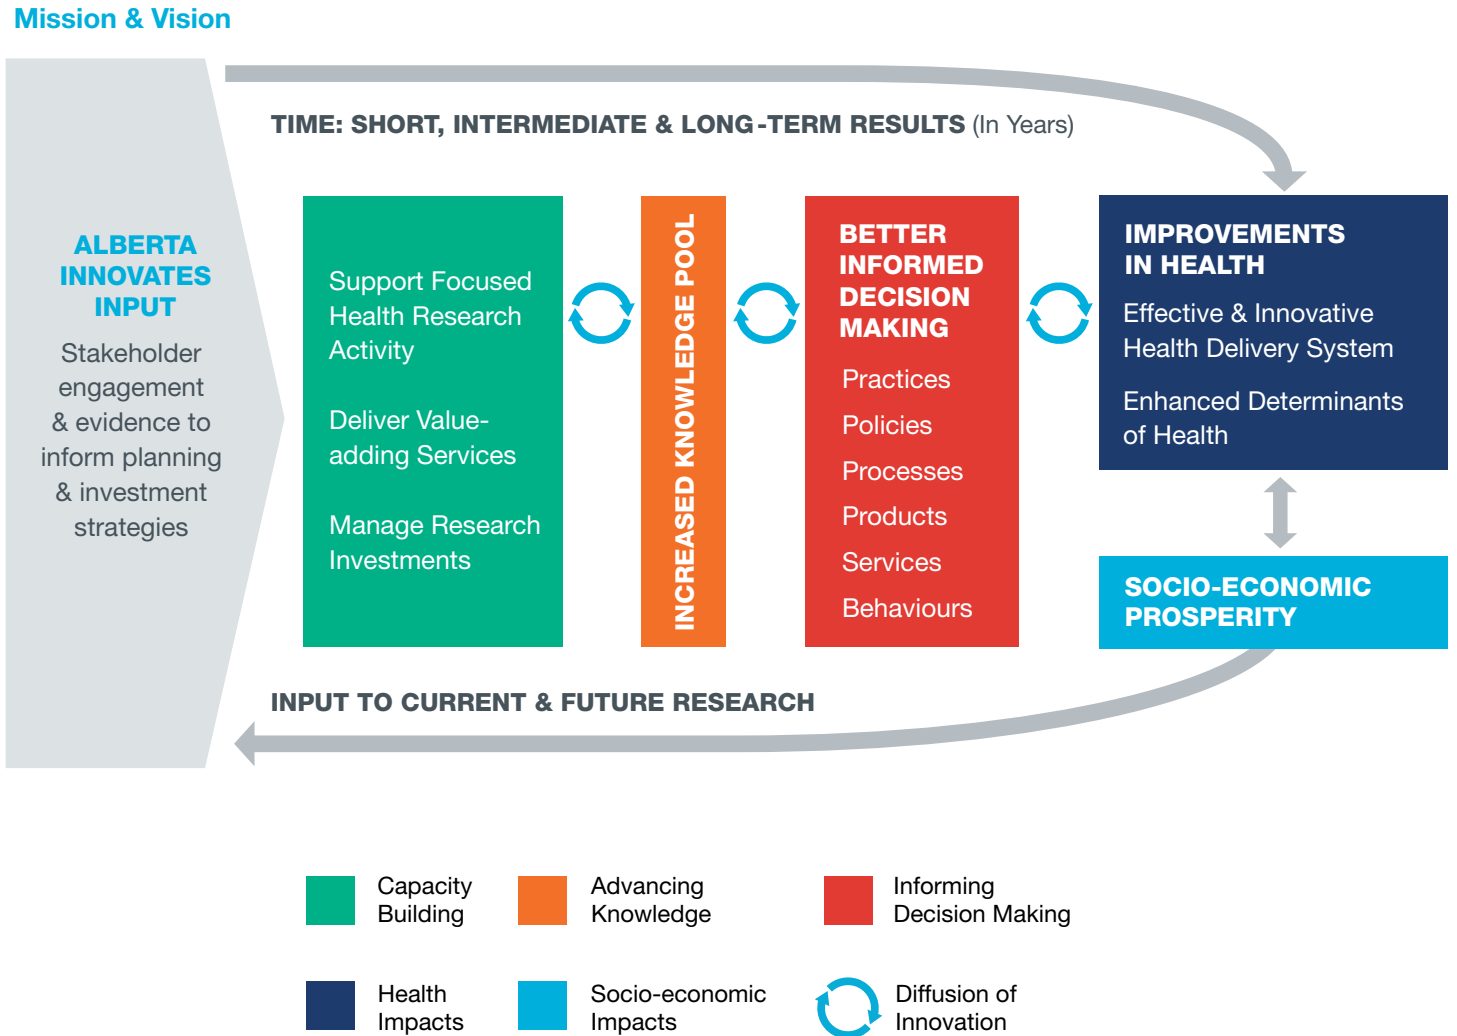 Mission & Vision
TIME: SHORT, INTERMEDIATE & LONG-TERM RESULTS (In Years)
ALBERTA
INNOVATES
INPUT
Stakeholder
engagement
& evidence to
inform planning
& investment
strategies
Support Focused
Health Research
Activity
Deliver Value-
adding Services
Manage Research
Investments
INCREASED KNOWLEDGE POOL
BETTER
INFORMED
DECISION
MAKING
Practices
Policies
Processes
Products
Services
Behaviours
IMPROVEMENTS
IN HEALTH
Effective & Innovative
Health Delivery System
Enhanced Determinants
of Health
SOCIO-ECONOMIC
PROSPERITY
INPUT TO CURRENT & FUTURE RESEARCH
Capacity
Building
Advancing
Knowledge
Informing
Decision Making
Health
Impacts
Socio-economic
Impacts
Diffusion of
Innovation